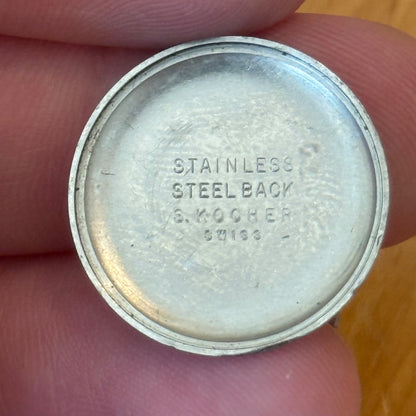 STAINLESS
STEEL BACK
S. KOCHER
SWISS